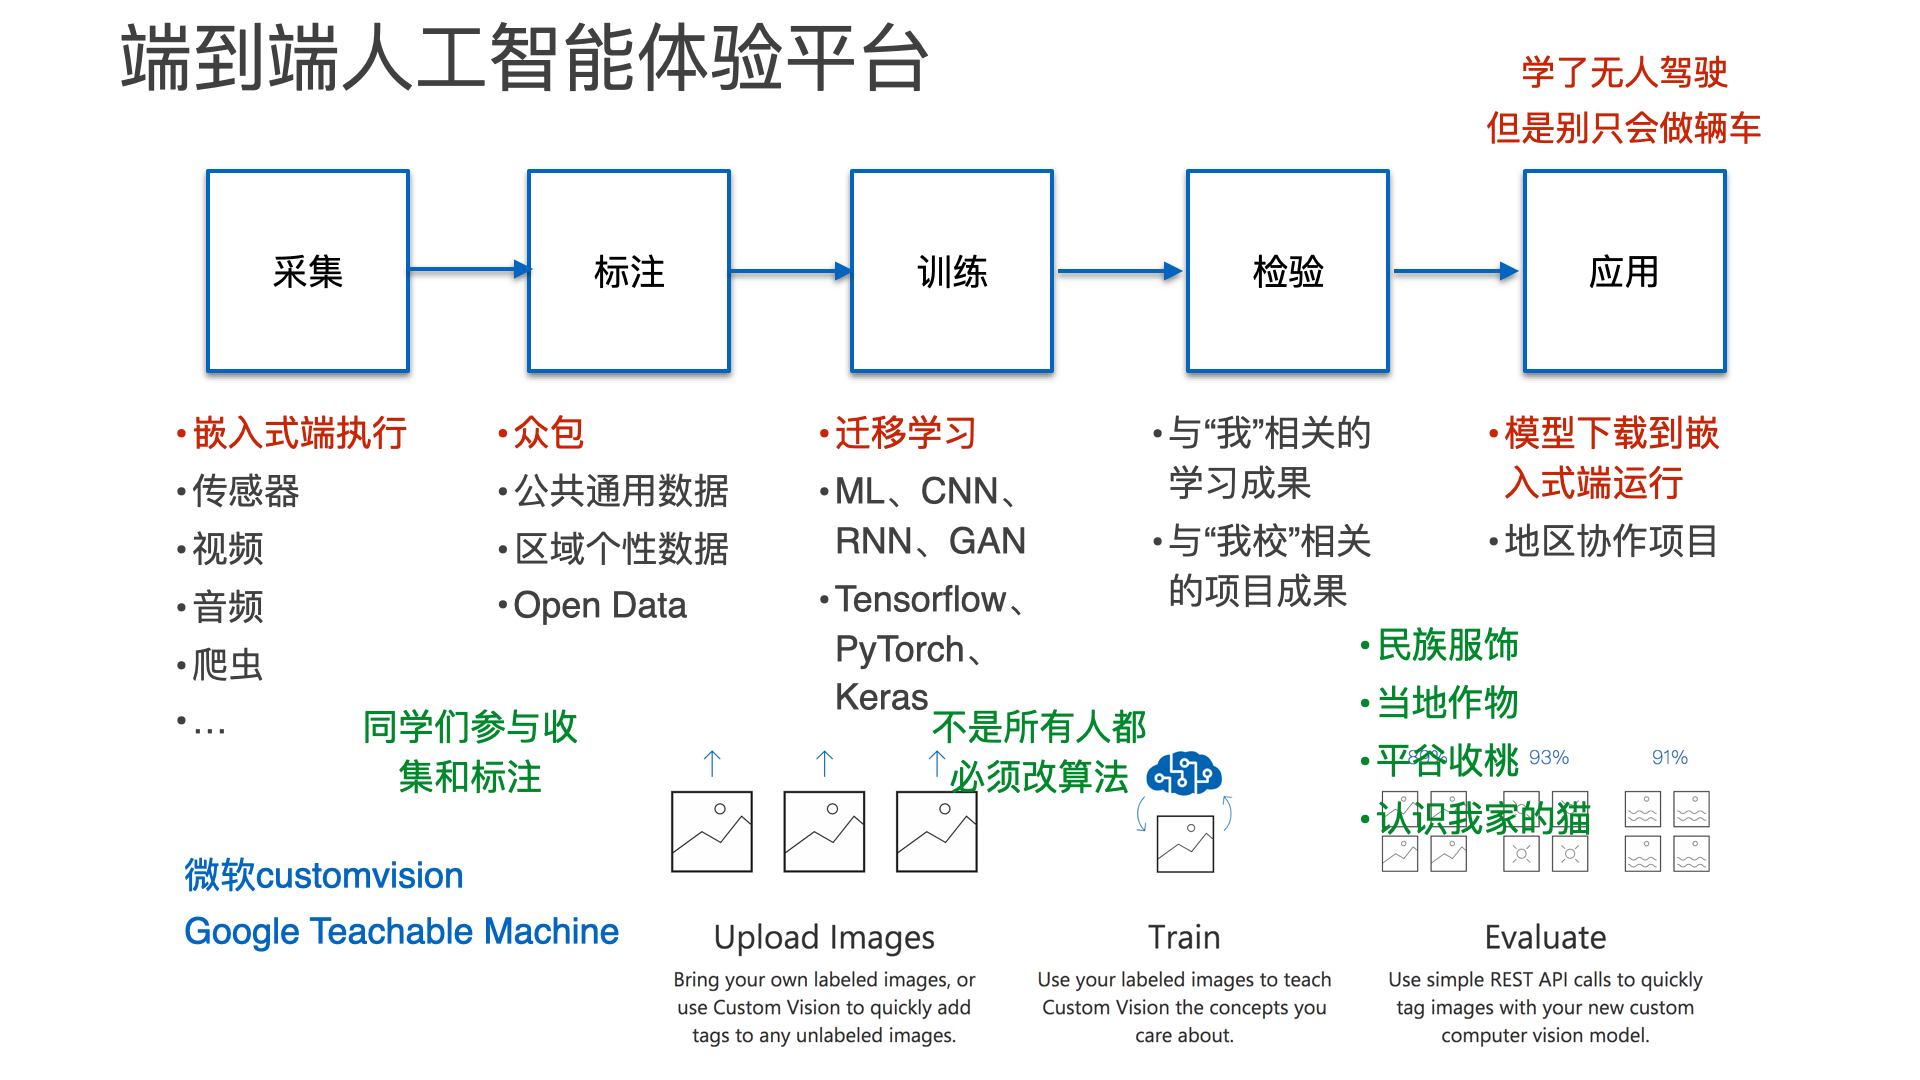 端到端人工智能体验平台
学了无人驾驶
但是别只会做辆车
采集
标注
训练
检验
应用
•嵌入式端执行
•传感器
•视频
•音频
•爬虫
•…
•众包
•公共通用数据
•区域个性数据
•Open Data
•迁移学习
•ML、CNN、
RNN、GAN
•Tensorflow、
PyTorch、
Keras
•与“我”相关的
学习成果
•与“我校”相关
的项目成果
•模型下载到嵌
入式端运行
•地区协作项目
同学们参与收
集和标注
不是所有人都
必须改算法
•民族服饰
•当地作物
•平谷收桃
•认识我家的猫
93%
91%
微软customvision
Google Teachable Machine
Upload Images
Bring your own labeled images, or
use Custom Vision to quickly add
tags to any unlabeled images.
Train
Use your labeled images to teach
Custom Vision the concepts you
care about.
Evaluate
Use simple REST API calls to quickly
tag images with your new custom
computer vision model.